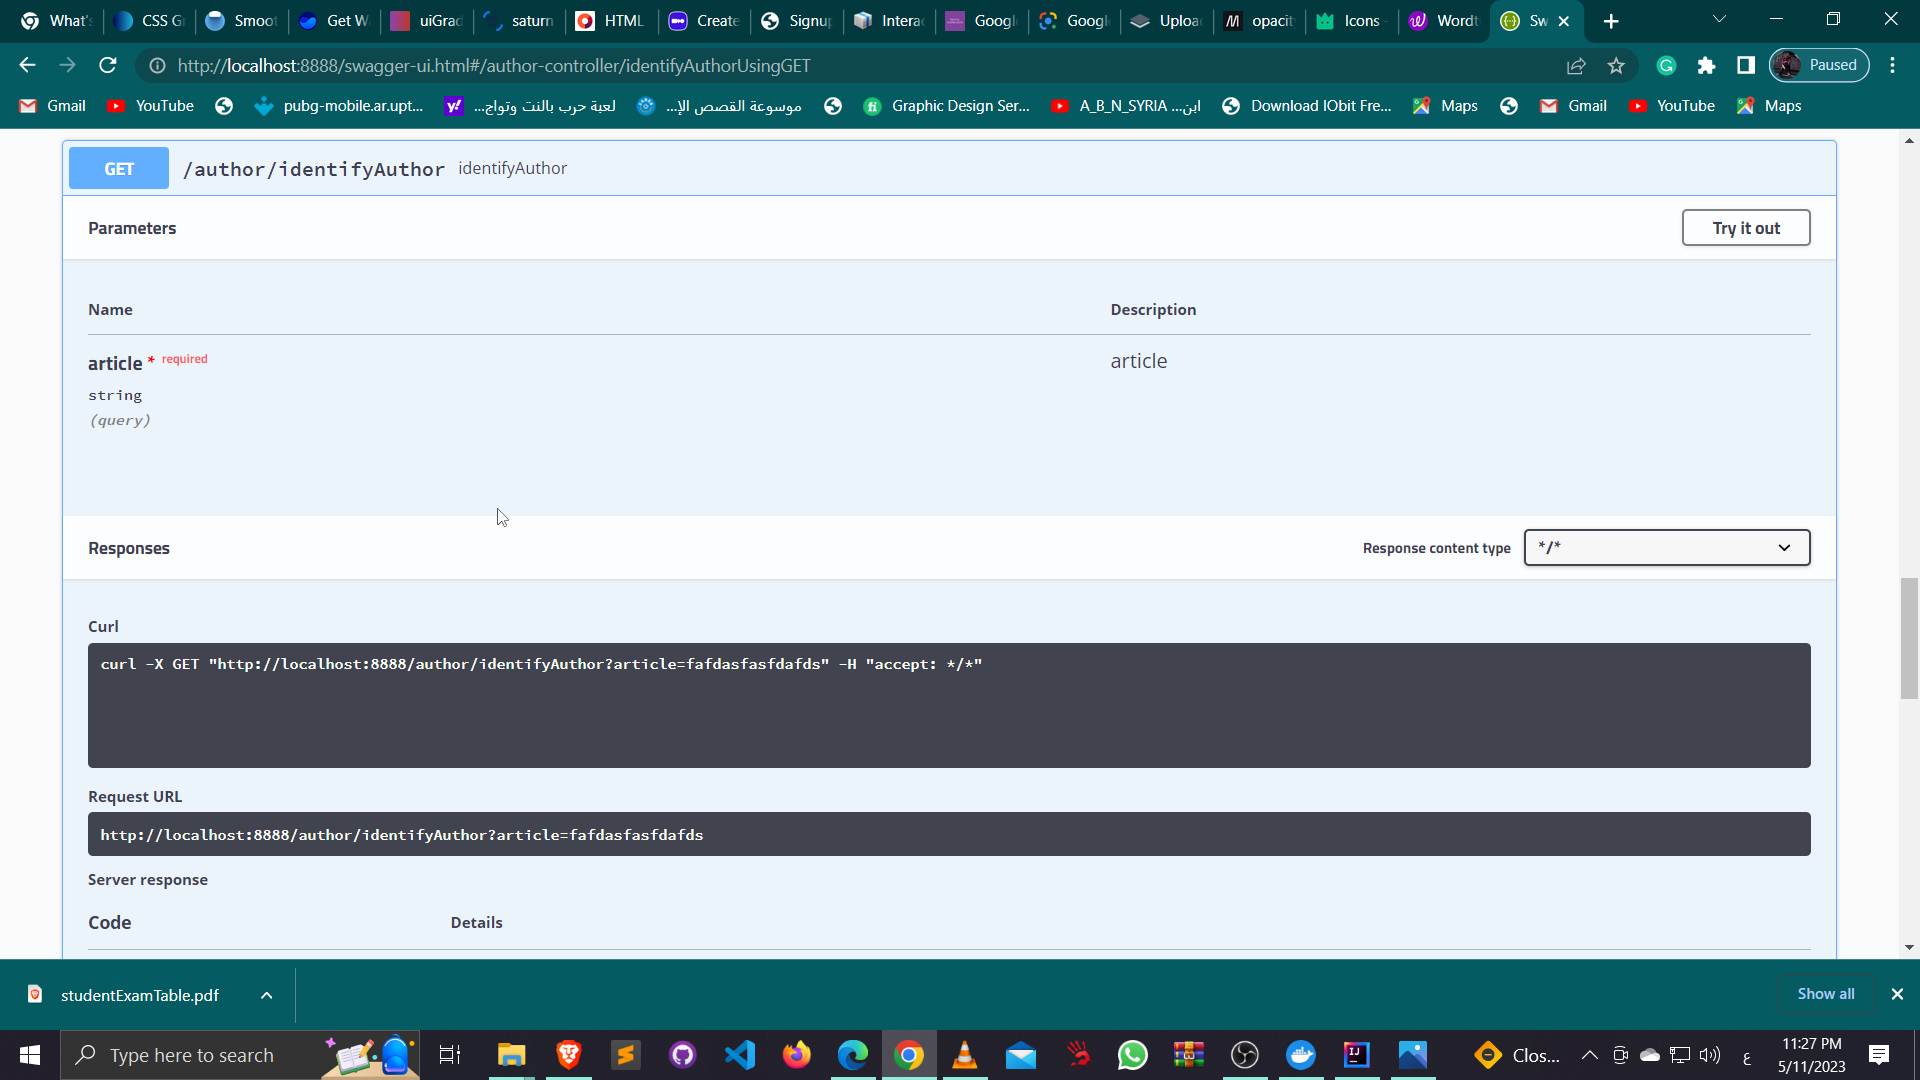 What's
CSS Gr
Smoot
Get Wa
uiGrad
saturn
HTML
Create
Signup
Interac
Google
Google
Upload
opacit
Icons -
Wordt
Sw
http://localhost:8888/swagger-ui.html#/author-controller/identifyAuthorUsingGET
Paused
Gmail
YouTube
pubg-mobile.ar.upt...
لعبة حرب بالنت وتواج...
موسوعة القصص الإ...
Graphic Design Ser...
A_B_N_SYRIA ...ابن
Download IObit Fre...
Maps
Gmail
YouTube
Maps
GET /author/identifyAuthor identifyAuthor
Parameters
Try it out
Name
Description
article * required
article
string
(query)
Responses
Response content type
*/*
Curl
curl -X GET "http://localhost:8888/author/identifyAuthor?article=fafdasfasfdafds" -H "accept: */*"
Request URL
http://localhost:8888/author/identifyAuthor?article=fafdasfasfdafds
Server response
Code
Details
studentExamTable.pdf
Show all
Type here to search
Clos...
ع
11:27 PM
5/11/2023